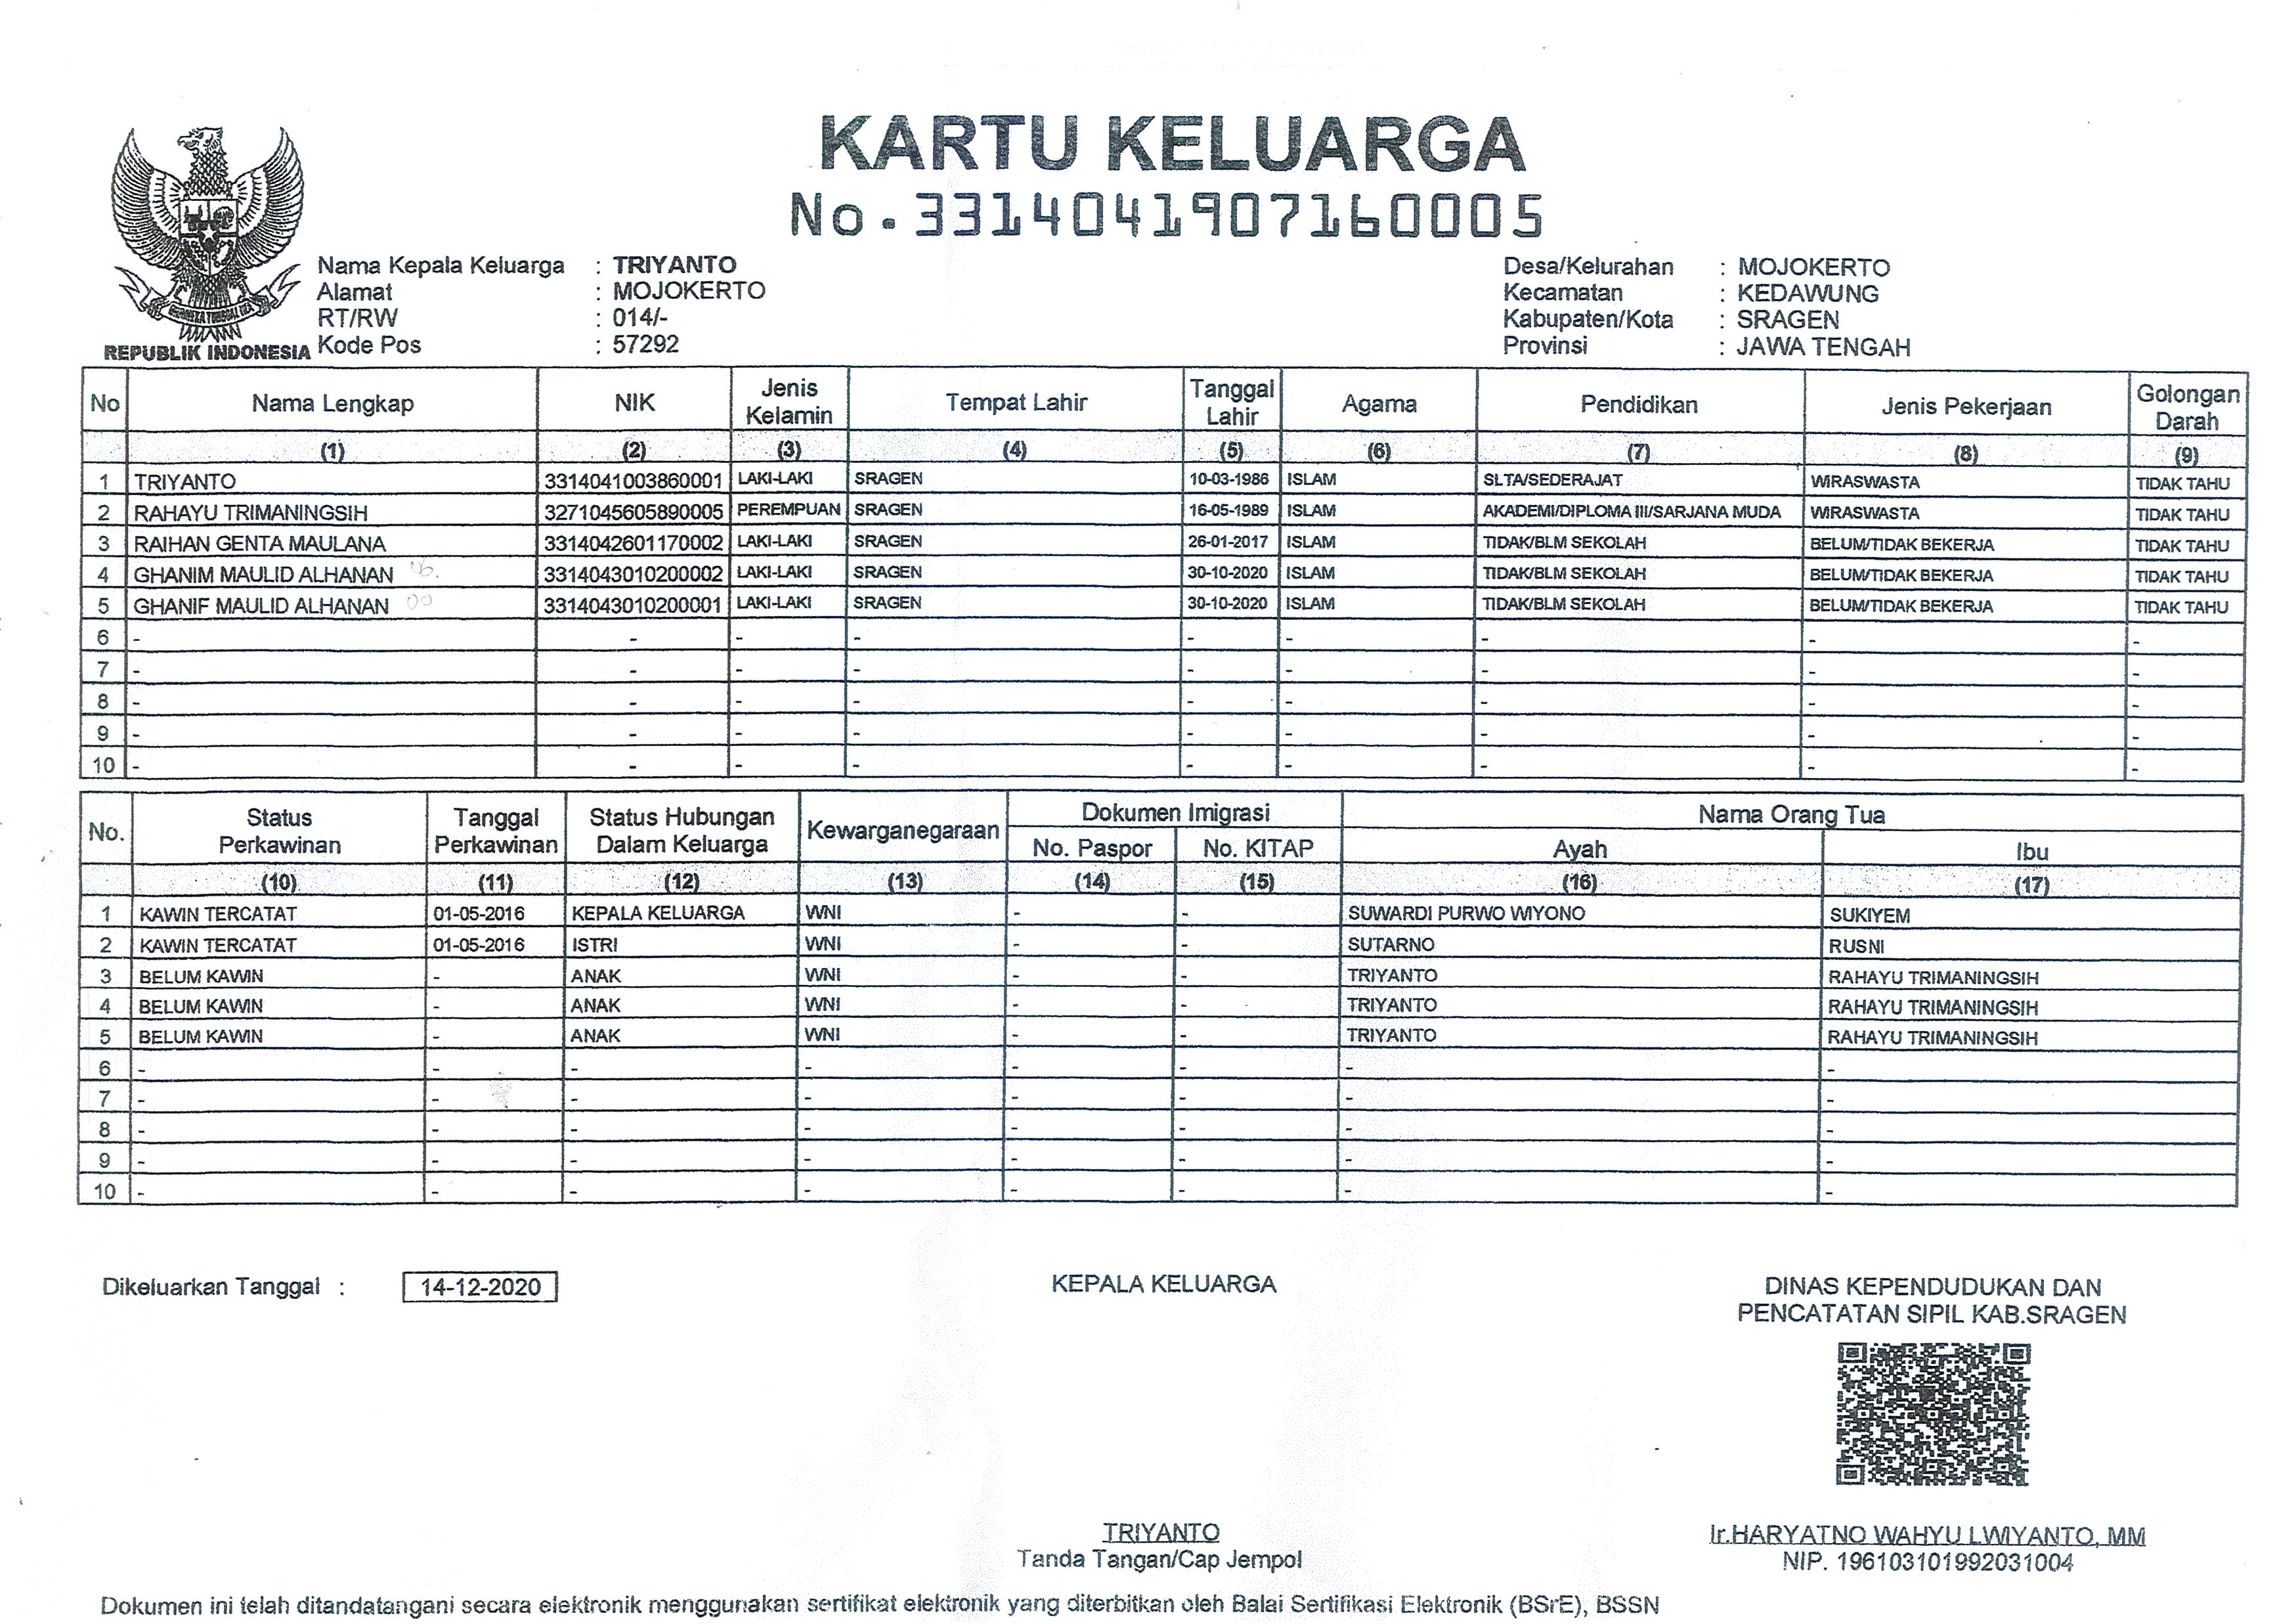 KARTU KELUARGA
No.3314041907160005
REPUBLIK INDONESIA
Nama Kepala Keluarga : TRIYANTO
Alamat : MOJOKERTO
RT/RW : 014/-
Kode Pos : 57292
Desa/Kelurahan : MOJOKERTO
Kecamatan : KEDAWUNG
Kabupaten/Kota : SRAGEN
Provinsi : JAWA TENGAH
No Nama Lengkap NIK Jenis Kelamin Tempat Lahir Tanggal Lahir Agama Pendidikan Jenis Pekerjaan Golongan Darah
(1) (2) (3) (4) (5) (6) (7) (8) (9)
1 TRIYANTO 3314041003860001 LAKI-LAKI SRAGEN 10-03-1986 ISLAM SLTA/SEDERAJAT WIRASWASTA TIDAK TAHU
2 RAHAYU TRIMANINGSIH 3271045605890005 PEREMPUAN SRAGEN 16-05-1989 ISLAM AKADEMI/DIPLOMA III/SARJANA MUDA WIRASWASTA TIDAK TAHU
3 RAIHAN GENTA MAULANA 3314042601170002 LAKI-LAKI SRAGEN 26-01-2017 ISLAM TIDAK/BLM SEKOLAH BELUM/TIDAK BEKERJA TIDAK TAHU
4 GHANIM MAULID ALHANAN 3314043010200002 LAKI-LAKI SRAGEN 30-10-2020 ISLAM TIDAK/BLM SEKOLAH BELUM/TIDAK BEKERJA TIDAK TAHU
5 GHANIF MAULID ALHANAN 3314043010200001 LAKI-LAKI SRAGEN 30-10-2020 ISLAM TIDAK/BLM SEKOLAH BELUM/TIDAK BEKERJA TIDAK TAHU
6 - - - - - - - - -
7 - - - - - - - - -
8 - - - - - - - - -
9 - - - - - - - - -
10 - - - - - - - - -
No. Status Perkawinan Tanggal Perkawinan Status Hubungan Dalam Keluarga Kewarganegaraan Dokumen Imigrasi Nama Orang Tua
No. Paspor No. KITAP Ayah Ibu
(10) (11) (12) (13) (14) (15) (16) (17)
1 KAWIN TERCATAT 01-05-2016 KEPALA KELUARGA WNI - - SUWARDI PURWO WIYONO SUKIYEM
2 KAWIN TERCATAT 01-05-2016 ISTRI WNI - - SUTARNO RUSNI
3 BELUM KAWIN - ANAK WNI - - TRIYANTO RAHAYU TRIMANINGSIH
4 BELUM KAWIN - ANAK WNI - - TRIYANTO RAHAYU TRIMANINGSIH
5 BELUM KAWIN - ANAK WNI - - TRIYANTO RAHAYU TRIMANINGSIH
6 - - - - - - - -
7 - - - - - - - -
8 - - - - - - - -
9 - - - - - - - -
10 - - - - - - - -
Dikeluarkan Tanggal : 14-12-2020
KEPALA KELUARGA
DINAS KEPENDUDUKAN DAN
PENCATATAN SIPIL KAB.SRAGEN
TRIYANTO
Tanda Tangan/Cap Jempol
Ir.HARYATNO WAHYU LWIYANTO, MM
NIP. 196103101992031004
Dokumen ini telah ditandatangani secara elektronik menggunakan sertifikat elektronik yang diterbitkan oleh Balai Sertifikasi Elektronik (BSrE), BSSN